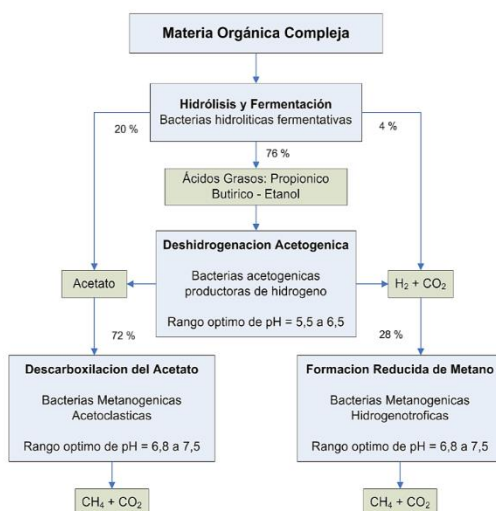 Materia Orgánica Compleja
Hidrólisis y Fermentación
Bacterias hidroliticas fermentativas
20 %
4 %
76 %
Ácidos Grasos: Propionico
Butirico - Etanol
Deshidrogenacion Acetogenica
Bacterias acetogenicas
productoras de hidrogeno
Rango optimo de pH = 5,5 a 6,5
Acetato
H₂ + CO₂
72 %
28 %
Descarboxilacion del Acetato
Bacterias Metanogenicas
Acetoclasticas
Rango optimo de pH = 6,8 a 7,5
Formacion Reducida de Metano
Bacterias Metanogenicas
Hidrogenotroficas
Rango optimo de pH = 6,8 a 7,5
CH₄ + CO₂
CH₄ + CO₂